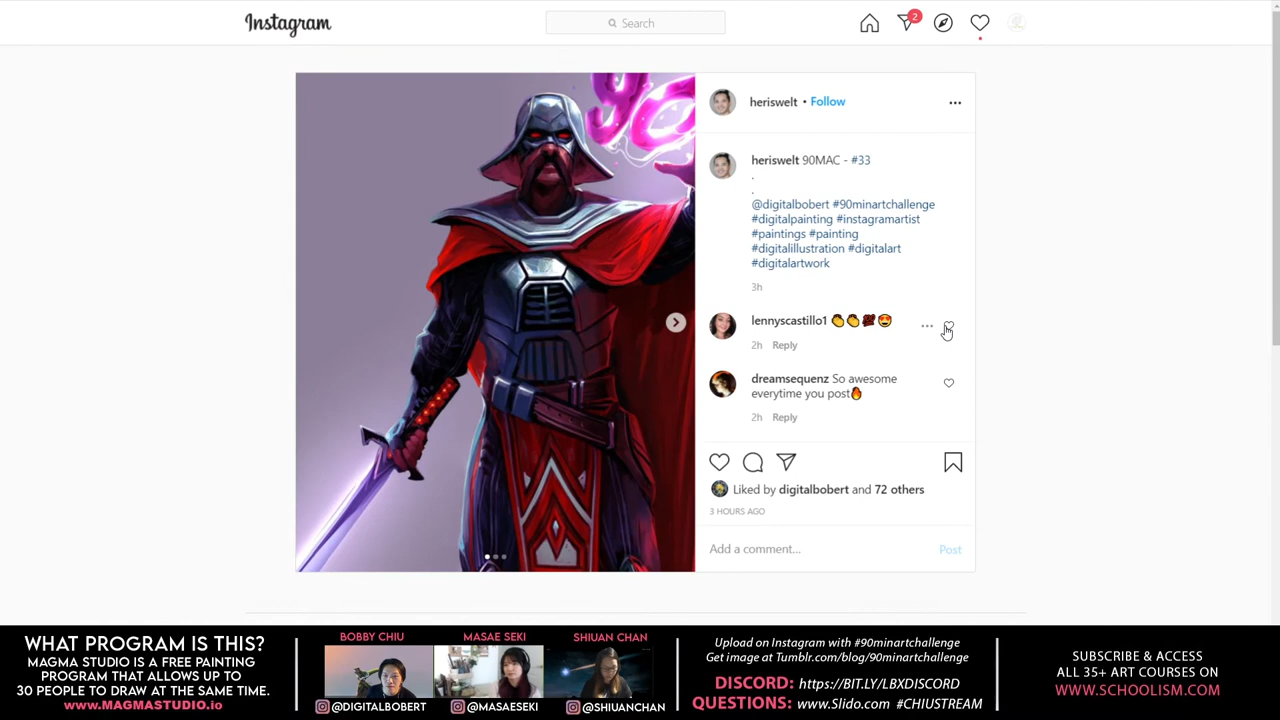 Instagram
Search
2
heriswelt • Follow
heriswelt 90MAC - #33
.
.
@digitalbobert #90minartchallenge
#digitalpainting #instagramartist
#paintings #painting
#digitalillustration #digitalart
#digitalartwork
3h
lennyscastillo1 👏👏💯😍
2h Reply
dreamsequenz So awesome
everytime you post🔥
2h Reply
Liked by digitalbobert and 72 others
3 HOURS AGO
Add a comment... Post
WHAT PROGRAM IS THIS?
MAGMA STUDIO IS A FREE PAINTING
PROGRAM THAT ALLOWS UP TO
30 PEOPLE TO DRAW AT THE SAME TIME.
www.MAGMASTUDIO.io
BOBBY CHIU
@DIGITALBOBERT
MASAE SEKI
@MASAESEKI
SHIUAN CHAN
@SHIUANCHAN
Upload on Instagram with #90minartchallenge
Get image at Tumblr.com/blog/90minartchallenge
DISCORD: https://BIT.LY/LBXDISCORD
QUESTIONS: www.Slido.com #CHIUSTREAM
SUBSCRIBE & ACCESS
ALL 35+ ART COURSES ON
WWW.SCHOOLISM.COM